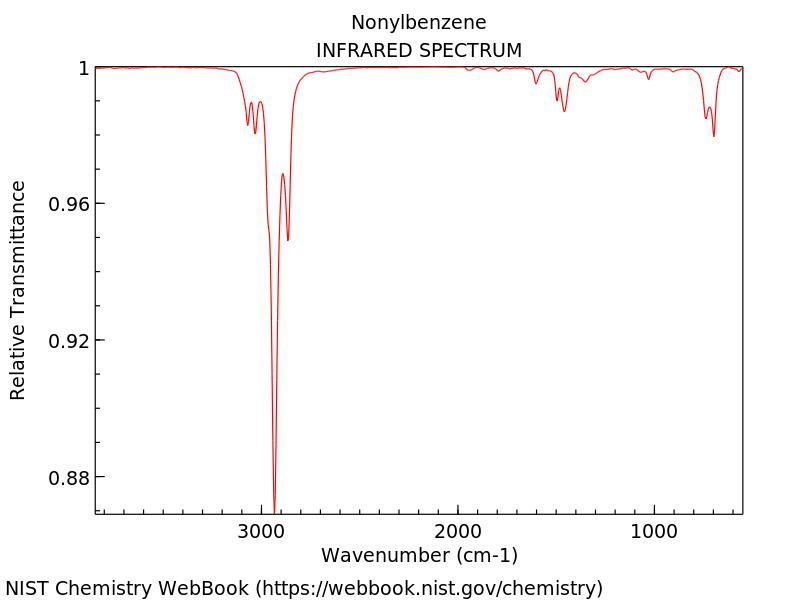 Nonylbenzene
INFRARED SPECTRUM
1
0.96
0.92
0.88
Relative Transmittance
3000 2000 1000
Wavenumber (cm-1)
NIST Chemistry WebBook (https://webbook.nist.gov/chemistry)